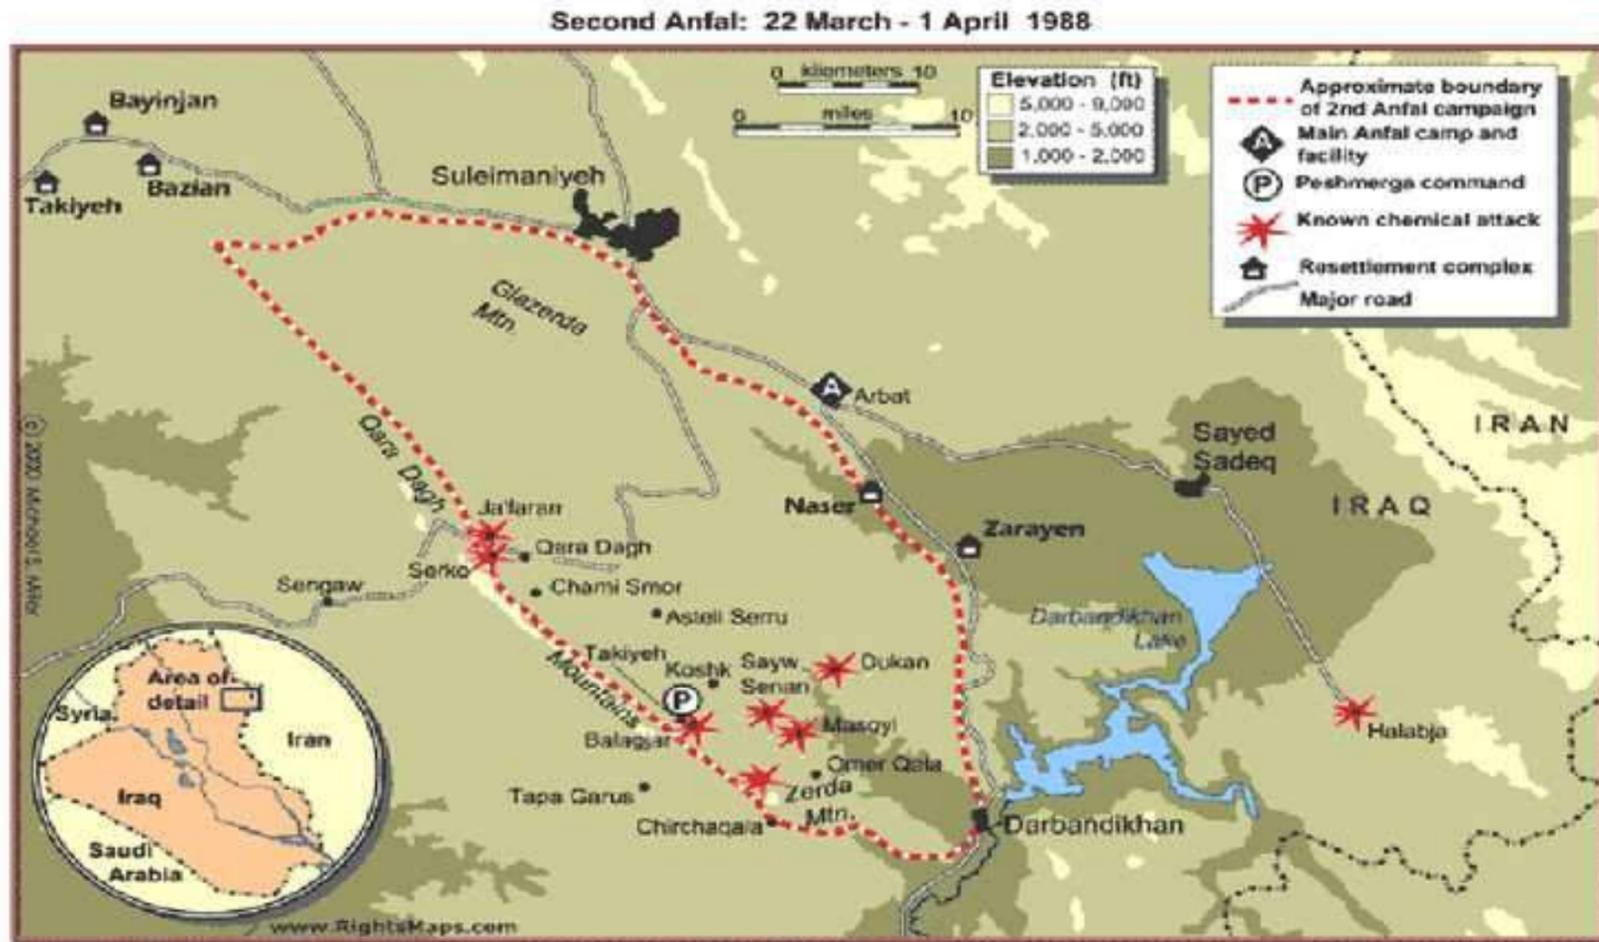 Second Anfal: 22 March - 1 April 1988
0 kilometers 10
0 miles 10
Elevation (ft)
5,000 - 9,000
2,000 - 5,000
1,000 - 2,000
Approximate boundary
of 2nd Anfal campaign
Main Anfal camp and
facility
Peshmerga command
Known chemical attack
Resettlement complex
Major road
A
P
Bayinjan
Bazian
Takiyeh
Suleimaniyeh
Glazerda
Mtn.
A
Arbat
Qara Dagh
Mountains
IRAN
Sayed
Sadeq
IRAQ
Naser
Zarayen
Ja'faran
Qara Dagh
Serko
Sengaw
Chami Smor
Asteli Serru
Darbandikhan
Lake
Takiyeh
Koshk
Sayw
Senan
Dukan
P
Masoyi
Halabja
Balagjar
Omer Qala
Tapa Garus
Zerda
Mtn.
Chirchaqala
Darbandikhan
Area of
detail
Syria
Iran
Iraq
Saudi
Arabia
www.RightsMaps.com